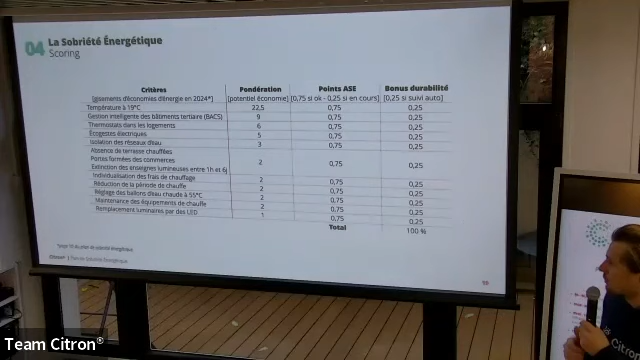 04 La Sobriété Énergétique
Scoring
Critères Pondération Points ASE Bonus durabilité
[gisements d'économies d'énergie en 2024*] [potentiel économie] [0,75 si ok - 0,25 si en cours] [0,25 si suivi auto]
Température à 19°C 22,5 0,75 0,25
Gestion intelligente des bâtiments tertiaire (BACS) 9 0,75 0,25
Thermostats dans les logements 6 0,75 0,25
Écogestes électriques 5 0,75 0,25
Isolation des réseaux d'eau 3 0,75 0,25
Absence de terrasse chauffées
Portes fermées des commerces 2 0,75 0,25
Extinction des enseignes lumineuses entre 1h et 6j
Individualisation des frais de chauffage 2 0,75 0,25
Réduction de la période de chauffe 2 0,75 0,25
Réglage des ballons d'eau chaude à 55°C 2 0,75 0,25
Maintenance des équipements de chauffe 2 0,75 0,25
Remplacement luminaires par des LED 1 0,75 0,25
Total 100 %
Citron® | Pacte Sobriété Énergétique
Citron
Team Citron®